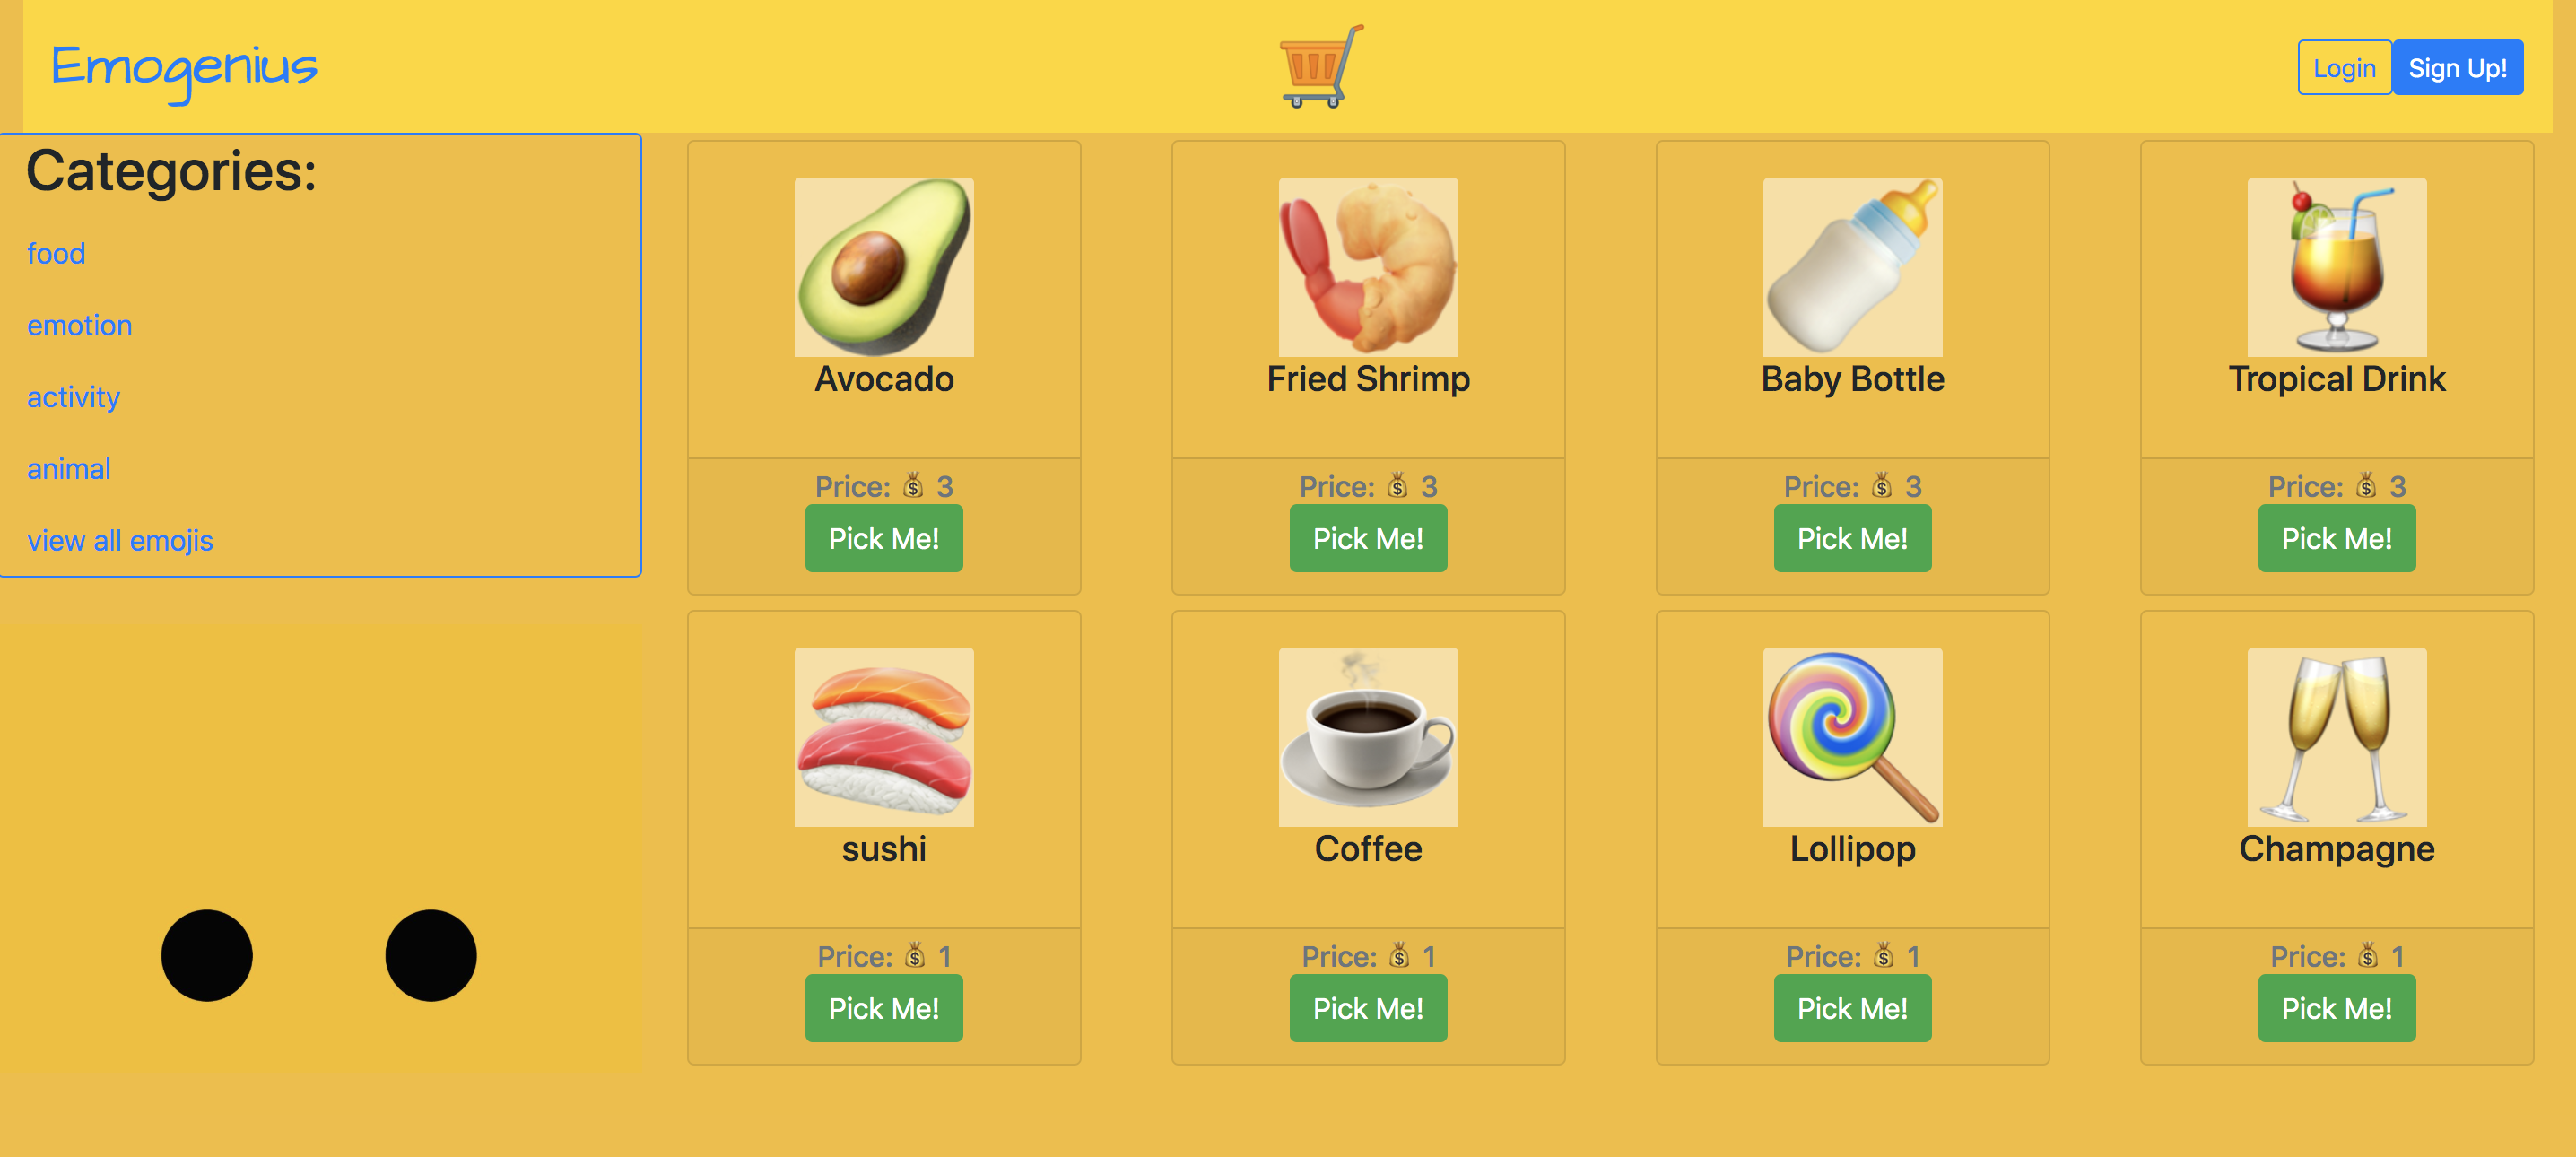 Emogenius
Login
Sign Up!
Categories:
food
emotion
activity
animal
view all emojis
Avocado
Price: 💰 3
Pick Me!
Fried Shrimp
Price: 💰 3
Pick Me!
Baby Bottle
Price: 💰 3
Pick Me!
Tropical Drink
Price: 💰 3
Pick Me!
sushi
Price: 💰 1
Pick Me!
Coffee
Price: 💰 1
Pick Me!
Lollipop
Price: 💰 1
Pick Me!
Champagne
Price: 💰 1
Pick Me!